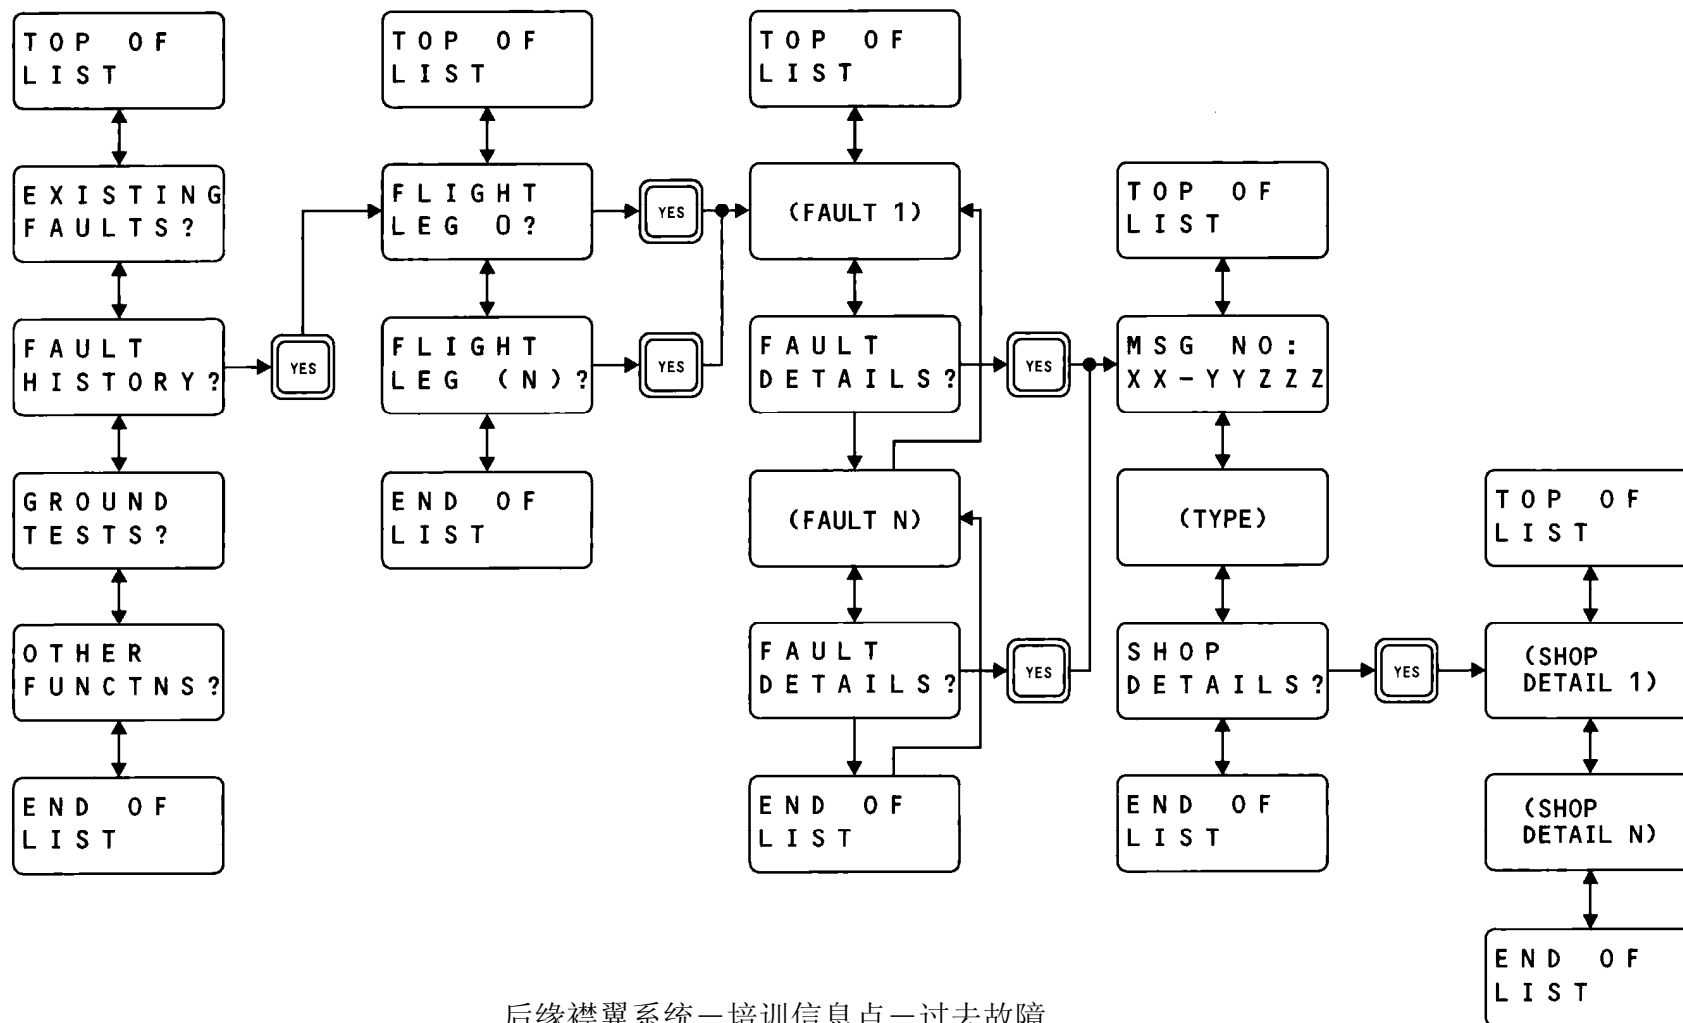 TOP OF
LIST
EXISTING
FAULTS?
FAULT
HISTORY?
GROUND
TESTS?
OTHER
FUNCTNS?
END OF
LIST
YES
TOP OF
LIST
FLIGHT
LEG 0?
FLIGHT
LEG (N)?
END OF
LIST
YES
YES
TOP OF
LIST
(FAULT 1)
FAULT
DETAILS?
(FAULT N)
FAULT
DETAILS?
END OF
LIST
YES
YES
TOP OF
LIST
MSG NO:
XX-YYZZZ
(TYPE)
SHOP
DETAILS?
END OF
LIST
YES
TOP OF
LIST
(SHOP
DETAIL 1)
(SHOP
DETAIL N)
END OF
LIST
后缘襟翼系统－培训信息点－过去故障